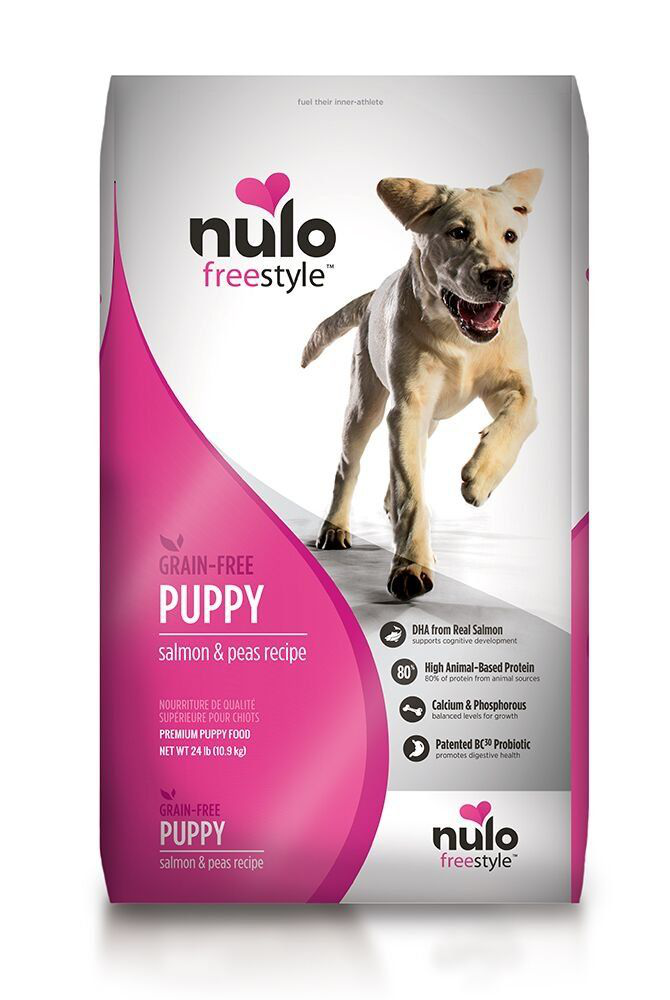 fuel their inner-athlete
nulo
freestyle™
GRAIN-FREE
PUPPY
salmon & peas recipe
NOURRITURE DE QUALITÉ
SUPÉRIEURE POUR CHIOTS
PREMIUM PUPPY FOOD
NET WT 24 lb (10.9 kg)
DHA from Real Salmon
supports cognitive development
80%
High Animal-Based Protein
80% of protein from animal sources
Calcium & Phosphorous
balanced levels for growth
Patented BC30 Probiotic
promotes digestive health
GRAIN-FREE
PUPPY
salmon & peas recipe
nulo
freestyle™